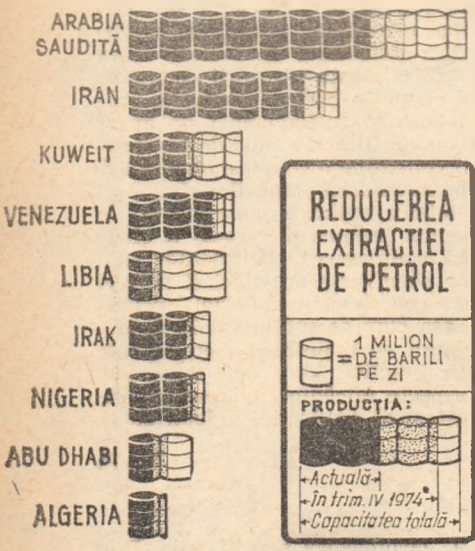 ARABIA
SAUDITĂ
IRAN
KUWEIT
VENEZUELA
LIBIA
IRAK
NIGERIA
ABU DHABI
ALGERIA
REDUCEREA
EXTRACȚIEI
DE PETROL
1 MILION
= DE BARILI
PE ZI
PRODUCȚIA:
Actuală
în trim. IV 1974*
Capacitatea totală